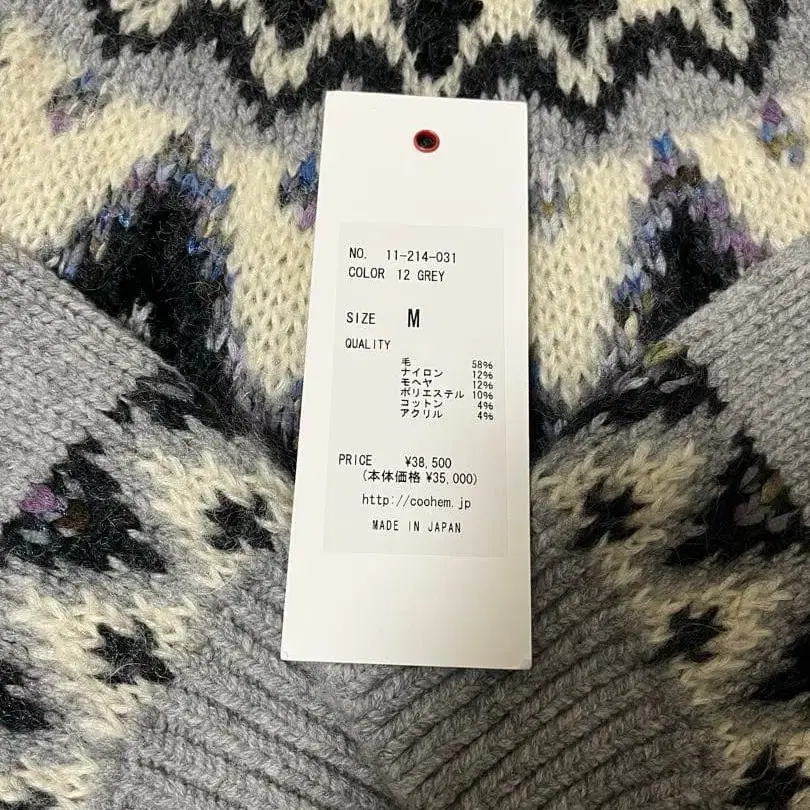 NO. 11-214-031
COLOR 12 GREY
SIZE M
QUALITY
毛 58%
ナイロン 12%
モヘヤ 12%
ポリエステル 10%
コットン 4%
アクリル 4%
PRICE ¥38,500
(本体価格 ¥35,000)
http://coohem.jp
MADE IN JAPAN